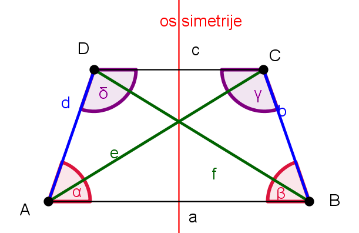 os simetrije
D c C
δ γ
d b
e
f
α β
A a B